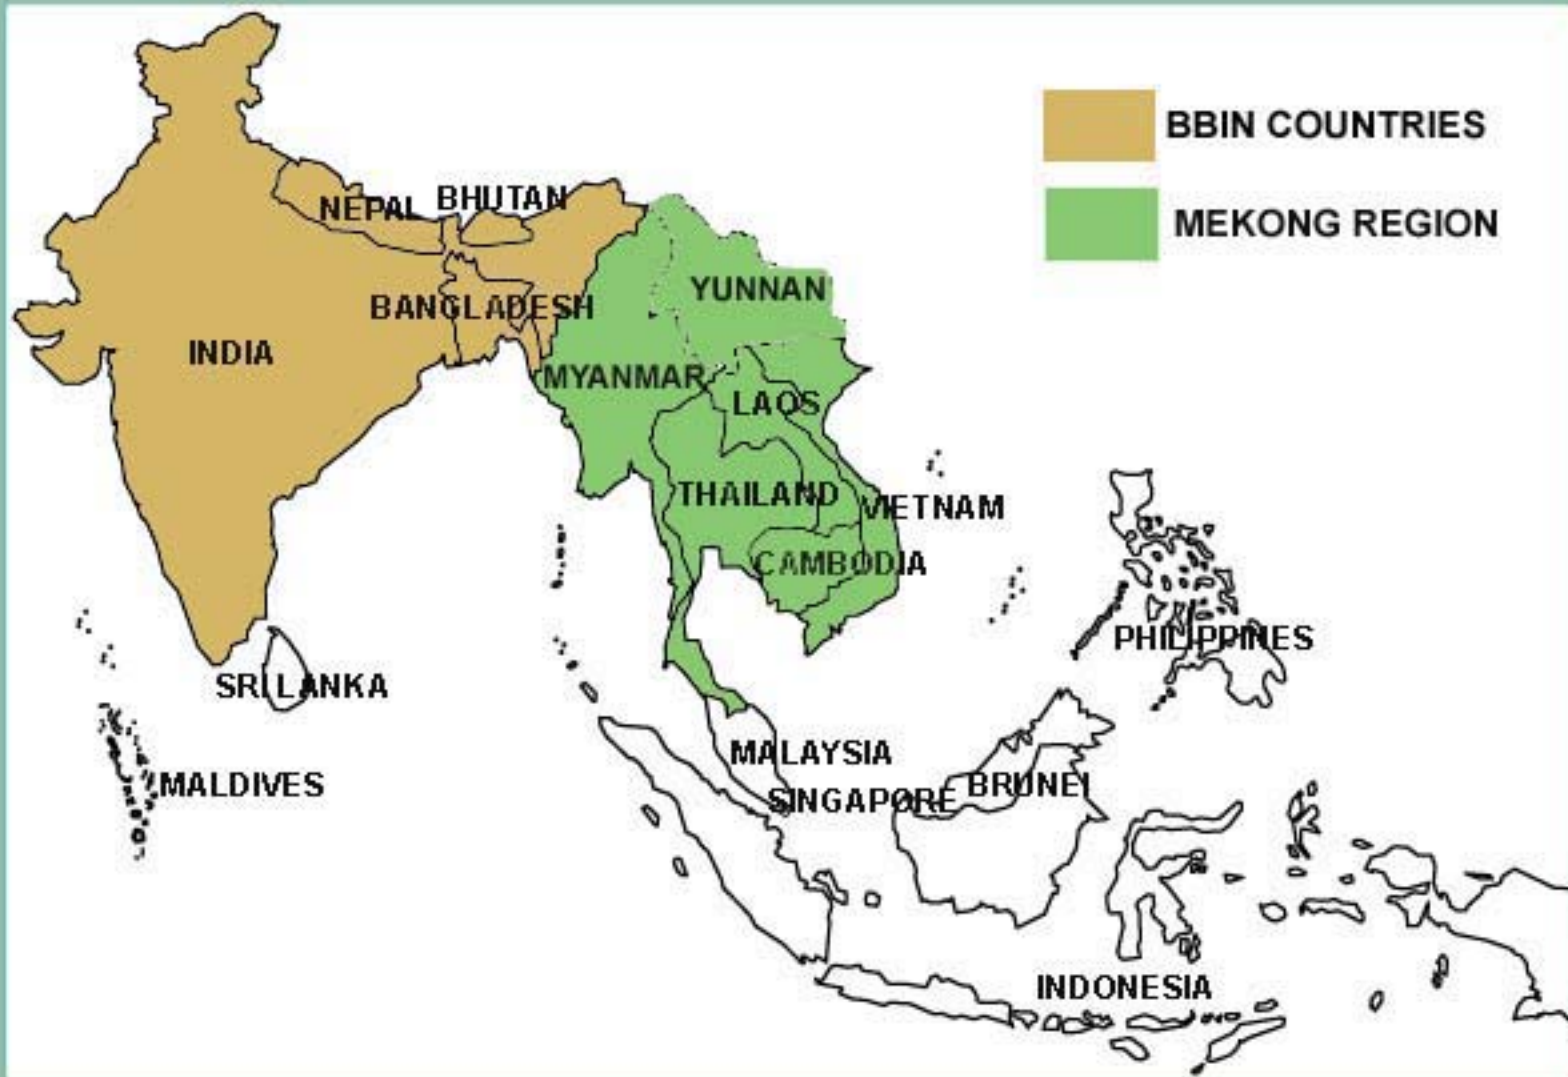 BBIN COUNTRIES
MEKONG REGION
NEPAL
BHUTAN
BANGLADESH
INDIA
YUNNAN
MYANMAR
LAOS
THAILAND
VIETNAM
CAMBODIA
SRI LANKA
PHILIPPINES
MALDIVES
MALAYSIA
SINGAPORE
BRUNEI
INDONESIA